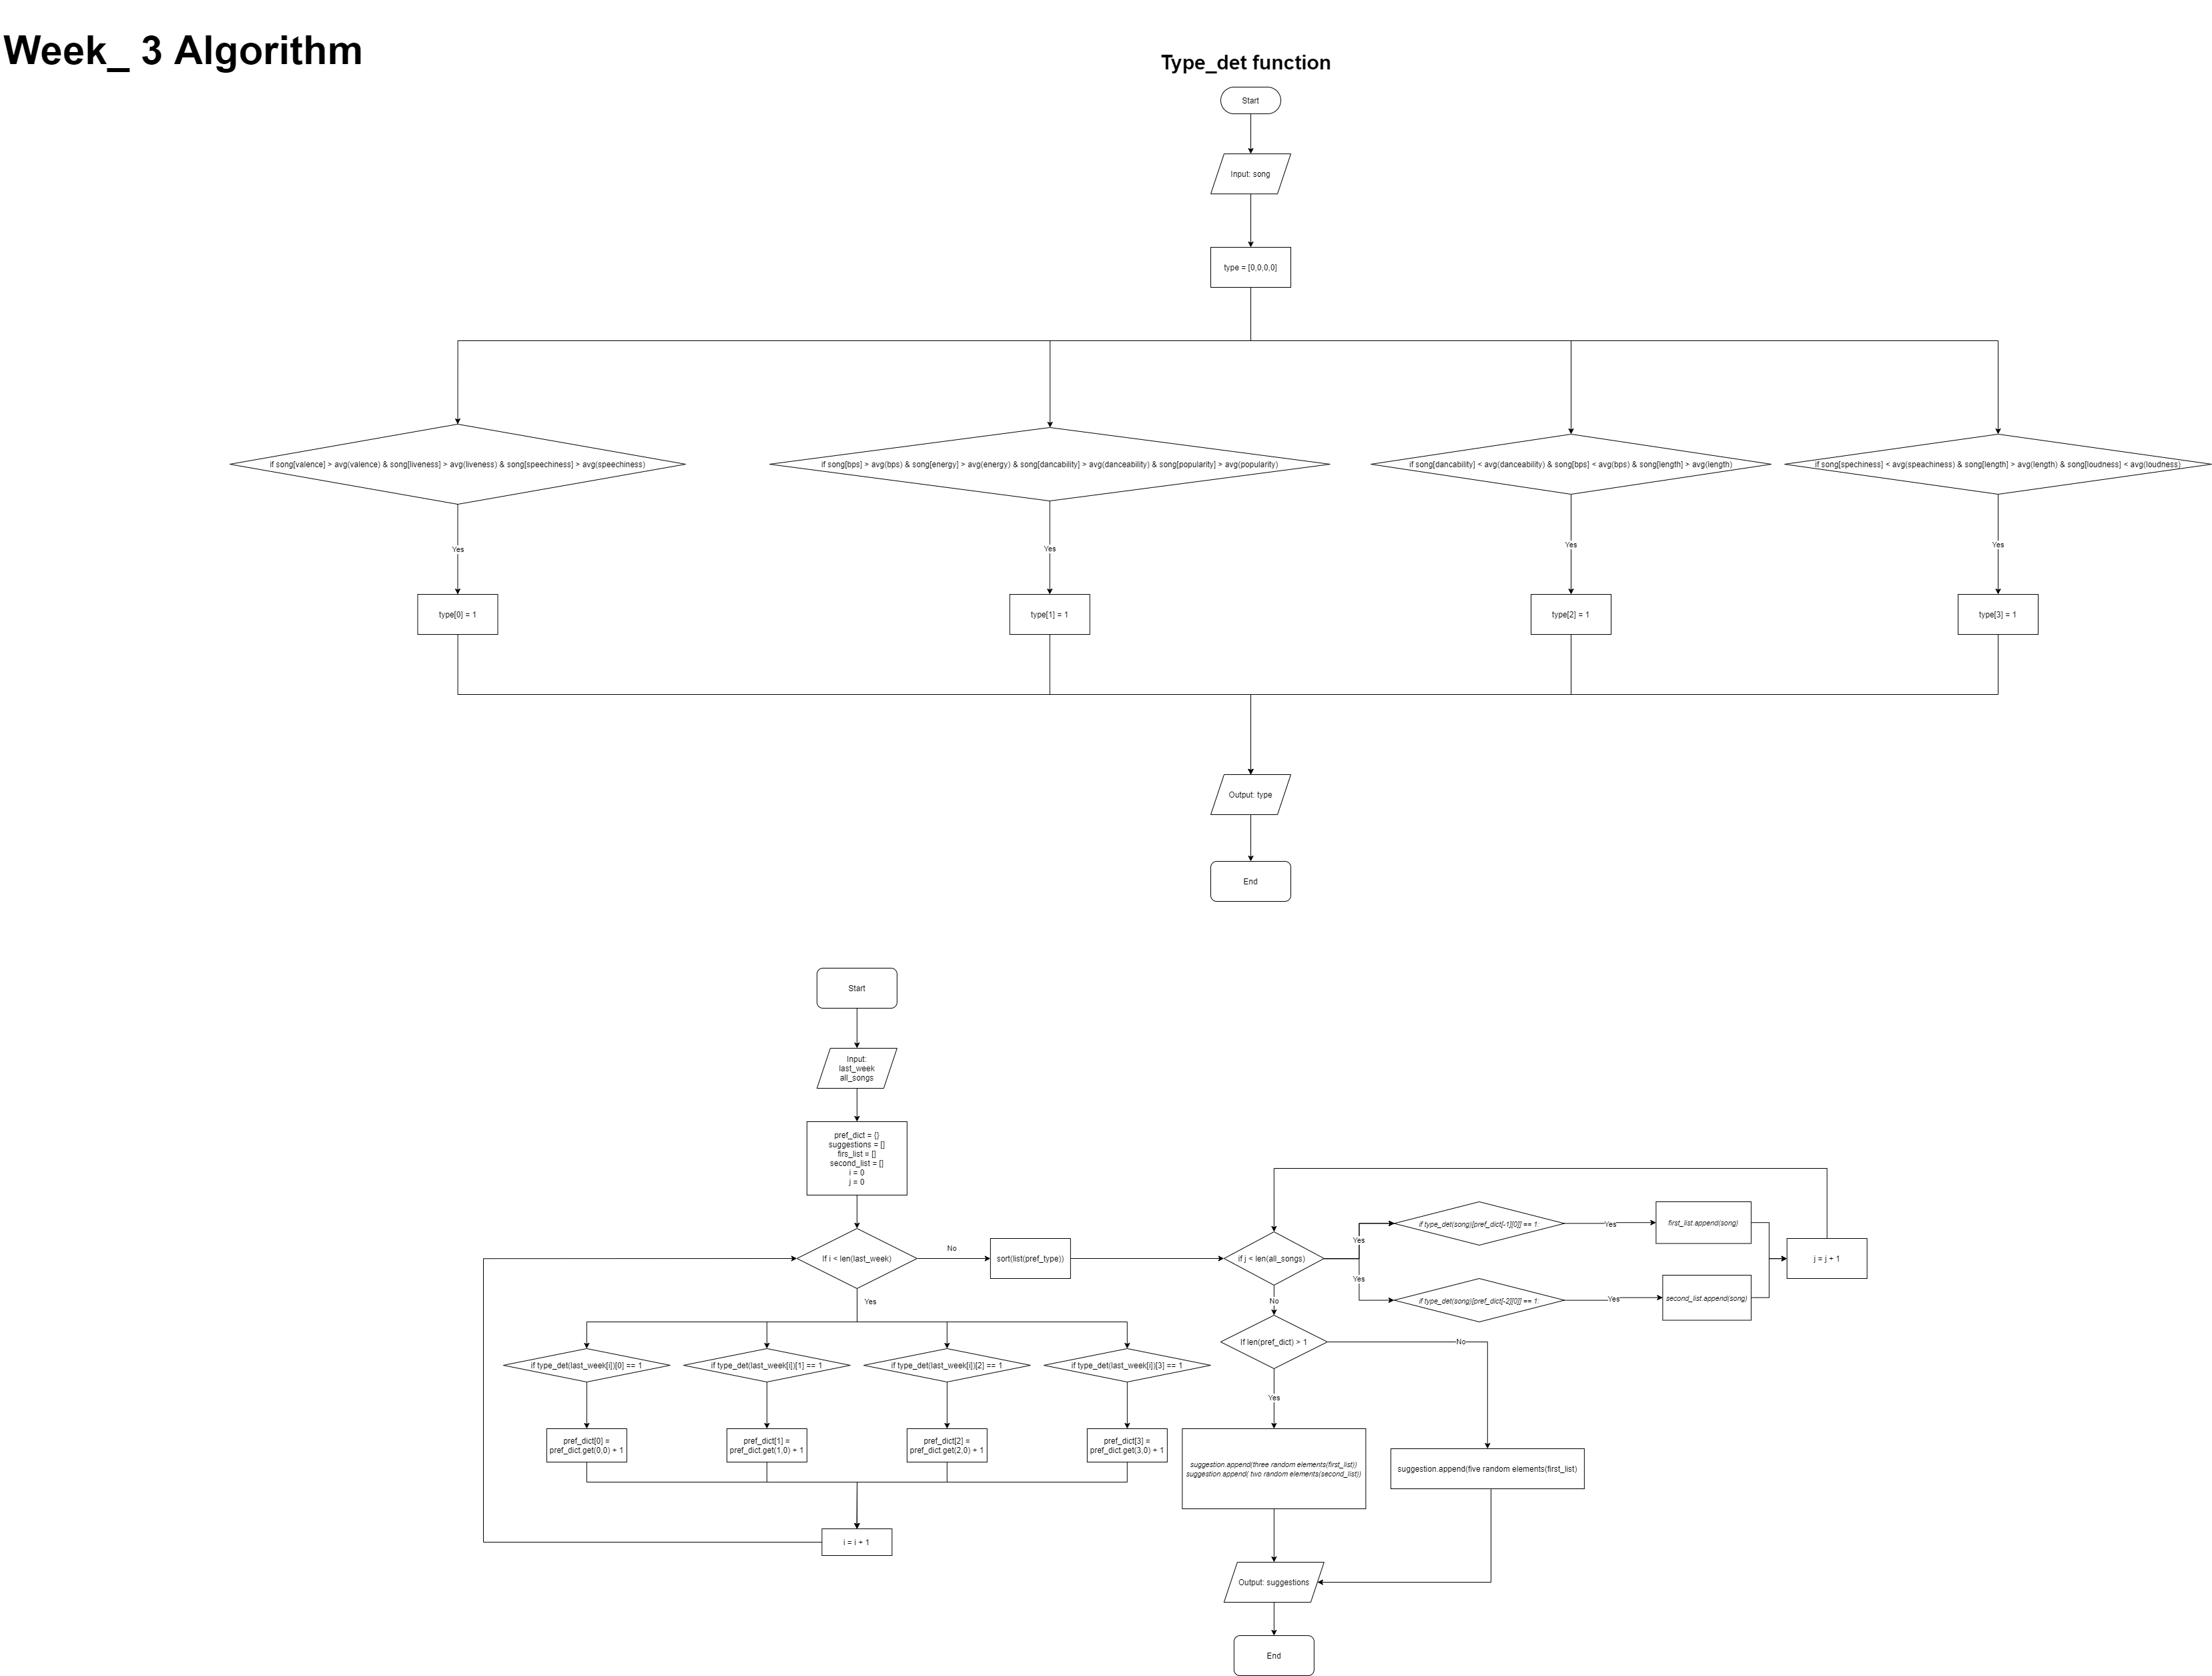 Week_ 3 Algorithm
Type_det function
Start
Input: song
type = [0,0,0,0]
if song[valence] > avg(valence) & song[liveness] > avg(liveness) & song[speechiness] > avg(speechiness)
if song[bps] > avg(bps) & song[energy] > avg(energy) & song[dancability] > avg(danceability) & song[popularity] > avg(popularity)
if song[dancability] < avg(danceability) & song[bps] < avg(bps) & song[length] > avg(length)
if song[spechiness] < avg(speachiness) & song[length] > avg(length) & song[loudness] < avg(loudness)
Yes
Yes
Yes
Yes
type[0] = 1
type[1] = 1
type[2] = 1
type[3] = 1
Output: type
End
Start
Input:
last_week
all_songs
pref_dict = {}
suggestions = []
firs_list = []
second_list = []
i = 0
j = 0
If i < len(last_week)
No
sort(list(pref_type))
if j < len(all_songs)
Yes
Yes
if type_det(song)[pref_dict[-1][0]] == 1:
Yes
first_list.append(song)
if type_det(song)[pref_dict[-2][0]] == 1:
Yes
second_list.append(song)
j = j + 1
Yes
No
if type_det(last_week[i])[0] == 1
if type_det(last_week[i])[1] == 1
if type_det(last_week[i])[2] == 1
if type_det(last_week[i])[3] == 1
If len(pref_dict) > 1
No
Yes
pref_dict[0] =
pref_dict.get(0,0) + 1
pref_dict[1] =
pref_dict.get(1,0) + 1
pref_dict[2] =
pref_dict.get(2,0) + 1
pref_dict[3] =
pref_dict.get(3,0) + 1
suggestion.append(three random elements(first_list))
suggestion.append( two random elements(second_list))
suggestion.append(five random elements(first_list)
i = i + 1
Output: suggestions
End